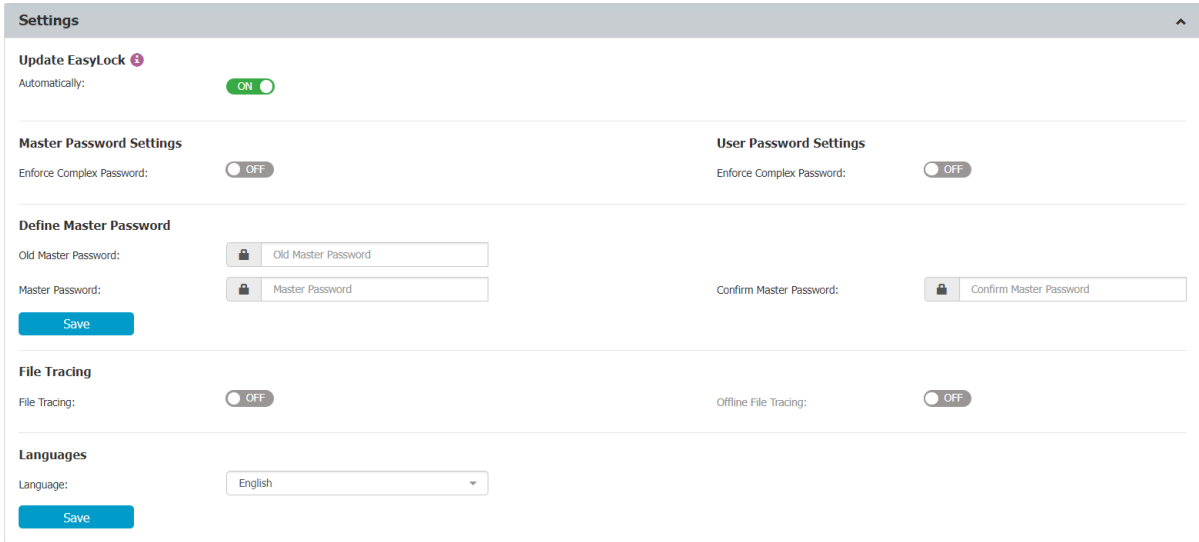 Settings
Update EasyLock
Automatically: ON
Master Password Settings User Password Settings
Enforce Complex Password: OFF Enforce Complex Password: OFF
Define Master Password
Old Master Password: Old Master Password
Master Password: Master Password Confirm Master Password: Confirm Master Password
Save
File Tracing
File Tracing: OFF Offline File Tracing: OFF
Languages
Language: English
Save